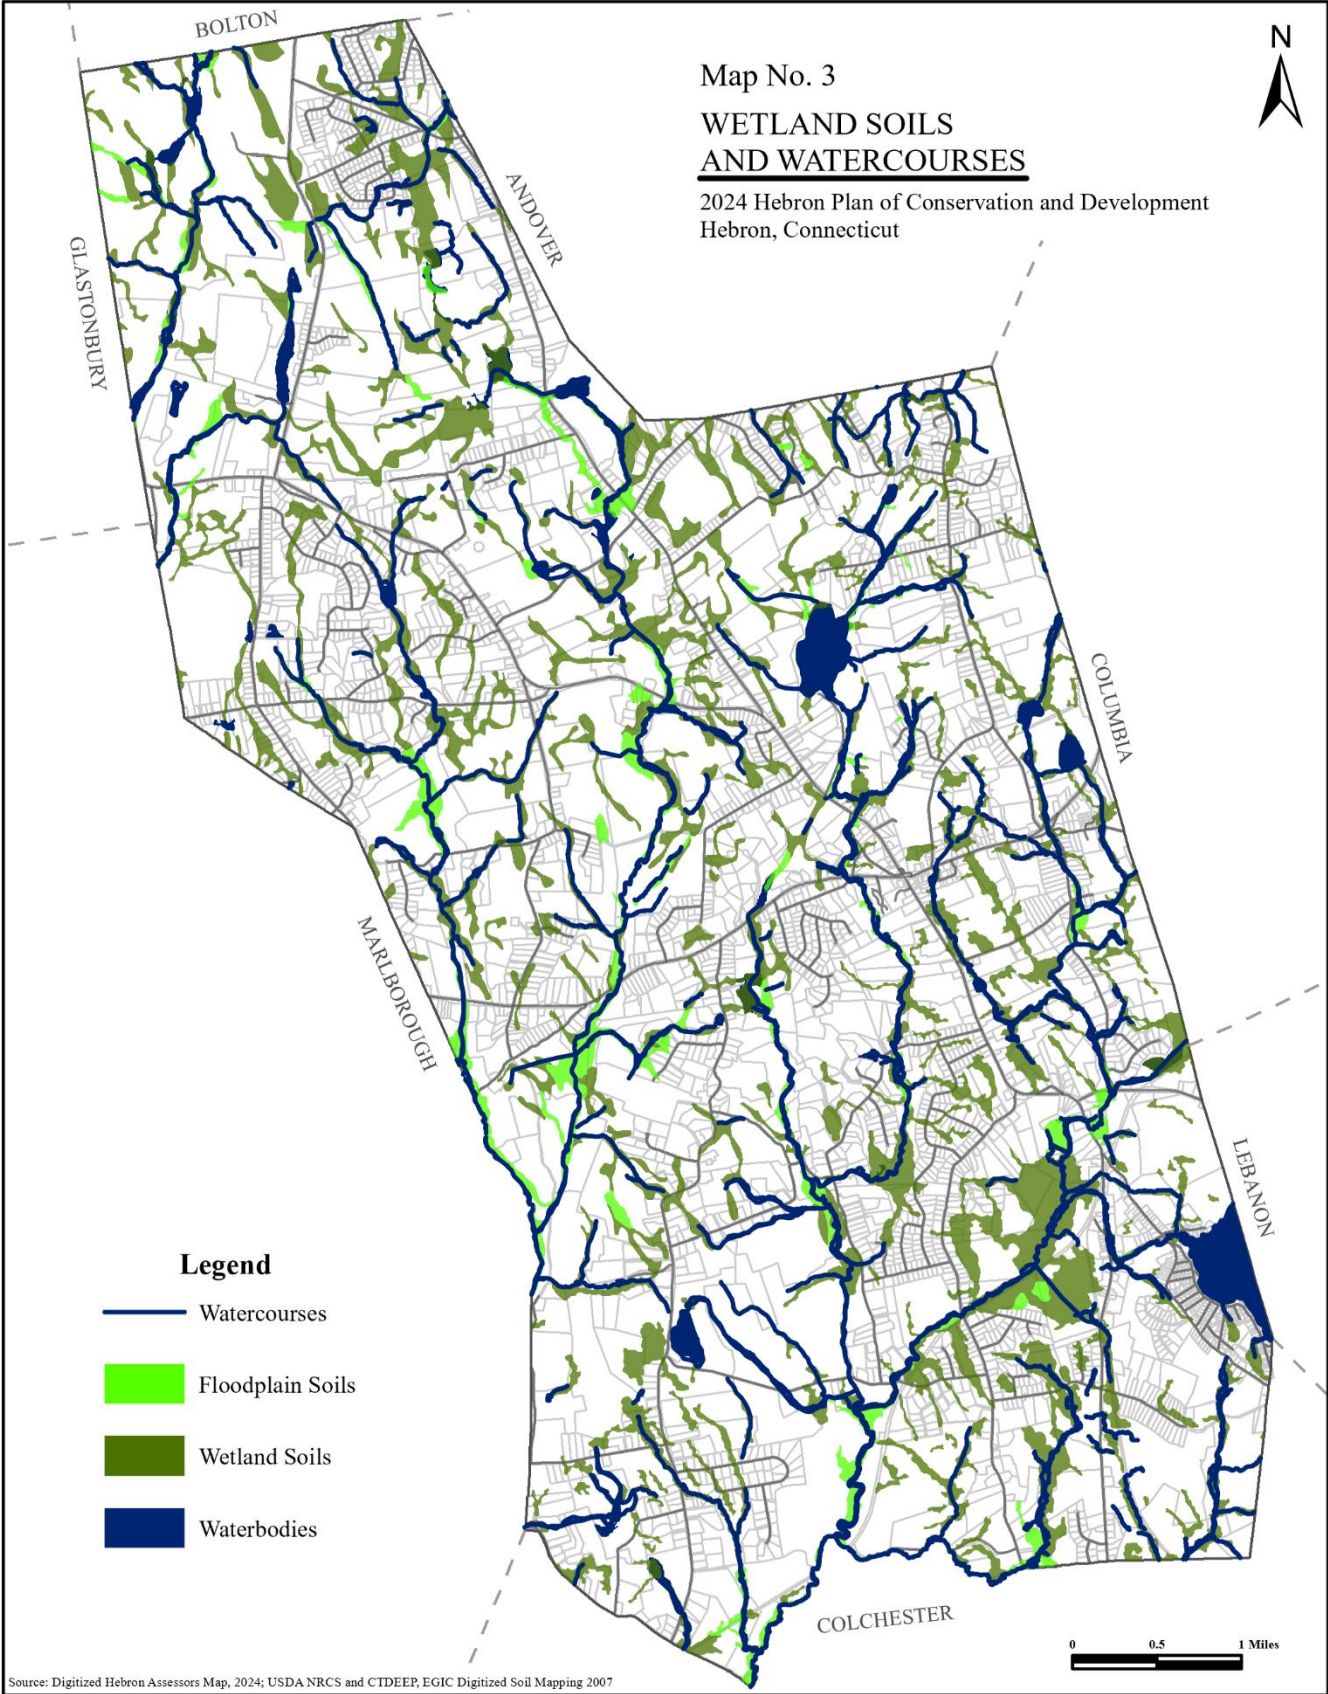 BOLTON
N
Map No. 3
WETLAND SOILS
AND WATERCOURSES
2024 Hebron Plan of Conservation and Development
Hebron, Connecticut
ANDOVER
GLASTONBURY
COLUMBIA
MARLBOROUGH
LEBANON
Legend
Watercourses
Floodplain Soils
Wetland Soils
Waterbodies
COLCHESTER
0 0.5 1 Miles
Source: Digitized Hebron Assessors Map, 2024; USDA NRCS and CTDEEP, EGIC Digitized Soil Mapping 2007